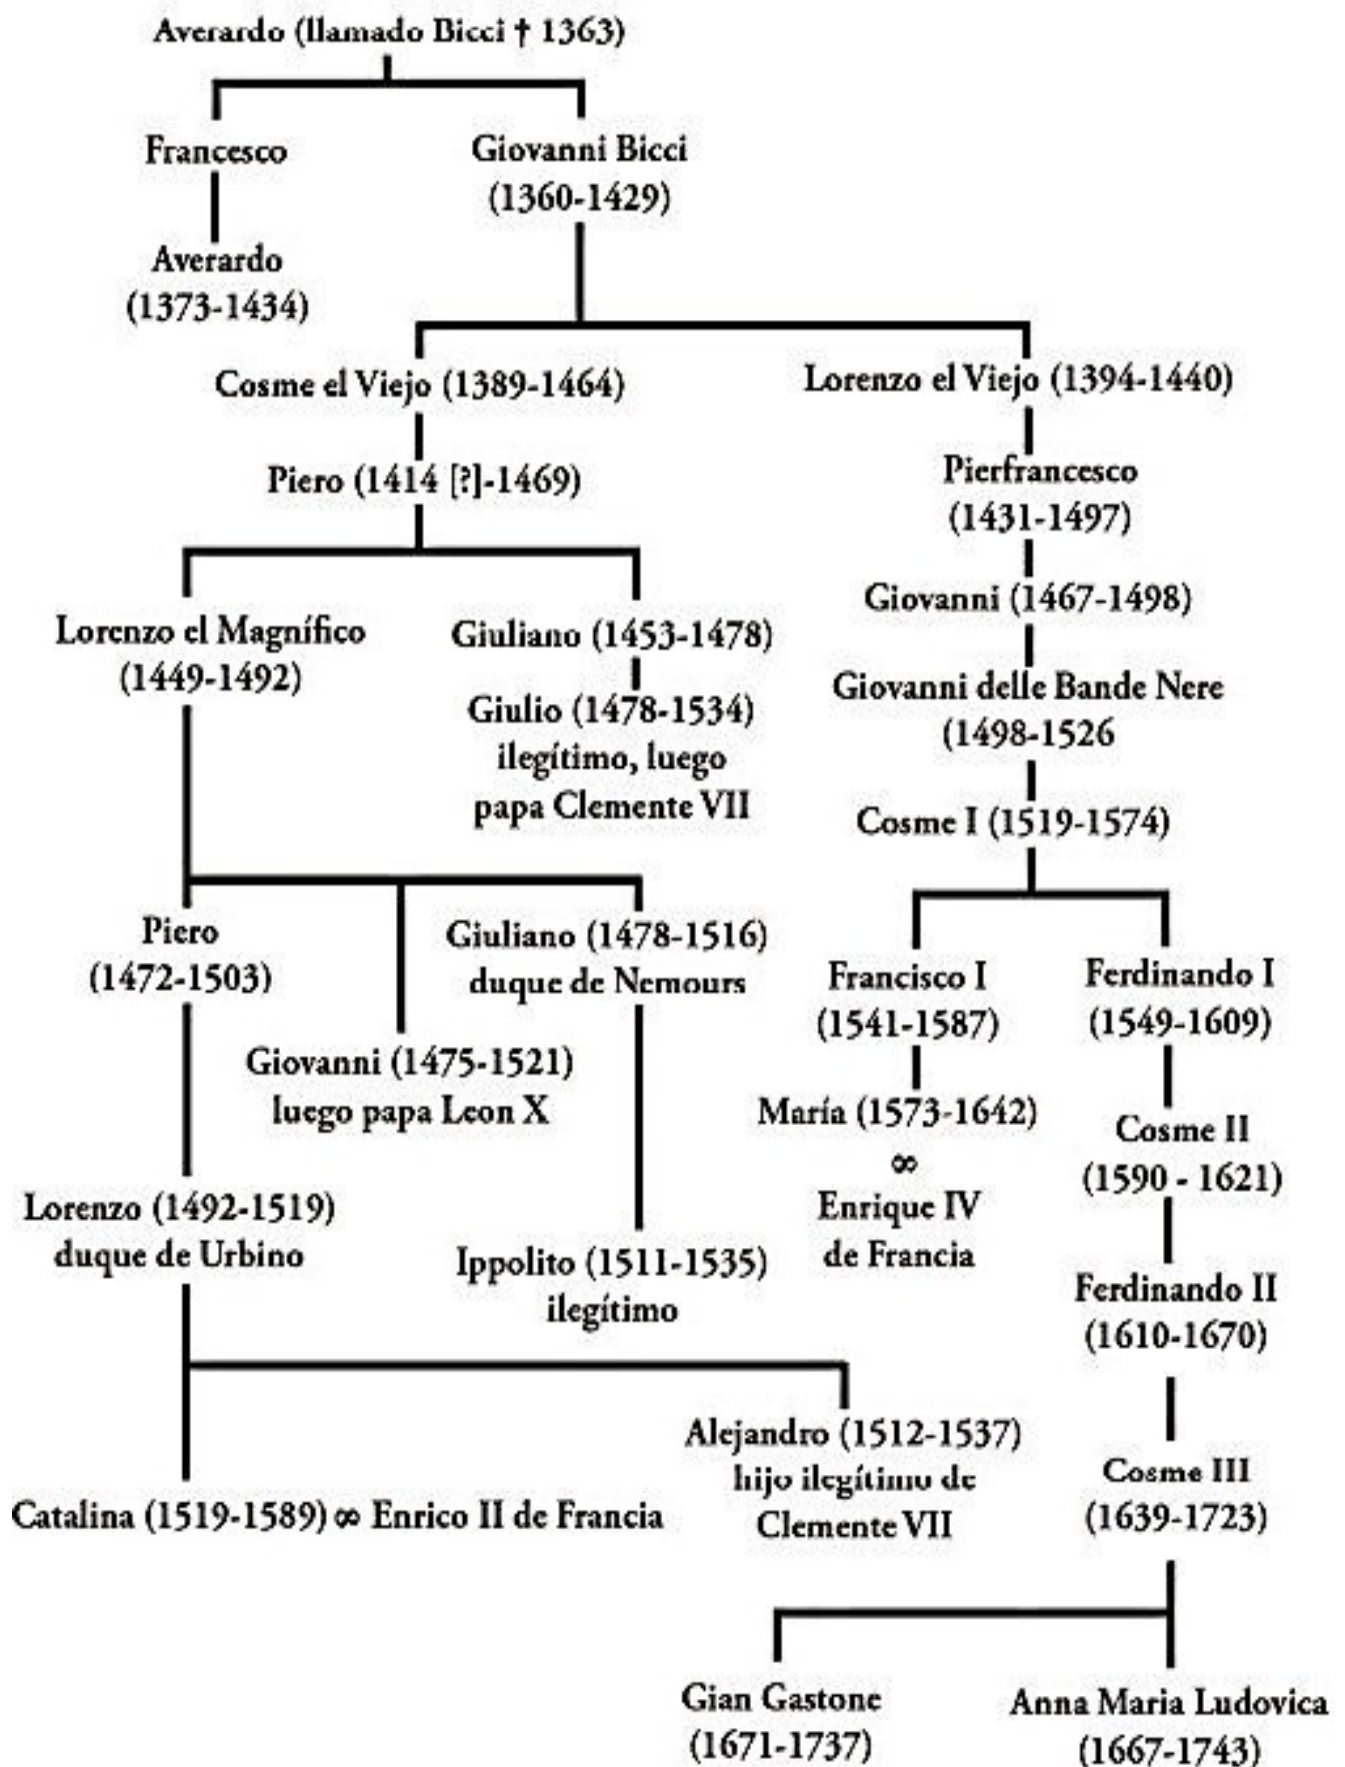 Averardo (llamado Bicci † 1363)
Francesco
Giovanni Bicci
(1360-1429)
Averardo
(1373-1434)
Cosme el Viejo (1389-1464)
Lorenzo el Viejo (1394-1440)
Piero (1414 [?]-1469)
Pierfrancesco
(1431-1497)
Giovanni (1467-1498)
Lorenzo el Magnífico
(1449-1492)
Giuliano (1453-1478)
Giulio (1478-1534)
ilegítimo, luego
papa Clemente VII
Giovanni delle Bande Nere
(1498-1526
Cosme I (1519-1574)
Piero
(1472-1503)
Giuliano (1478-1516)
duque de Nemours
Giovanni (1475-1521)
luego papa Leon X
Francisco I
(1541-1587)
Ferdinando I
(1549-1609)
María (1573-1642)
∞
Enrique IV
de Francia
Cosme II
(1590 - 1621)
Lorenzo (1492-1519)
duque de Urbino
Ippolito (1511-1535)
ilegítimo
Ferdinando II
(1610-1670)
Alejandro (1512-1537)
hijo ilegítimo de
Clemente VII
Catalina (1519-1589) ∞ Enrico II de Francia
Cosme III
(1639-1723)
Gian Gastone
(1671-1737)
Anna Maria Ludovica
(1667-1743)